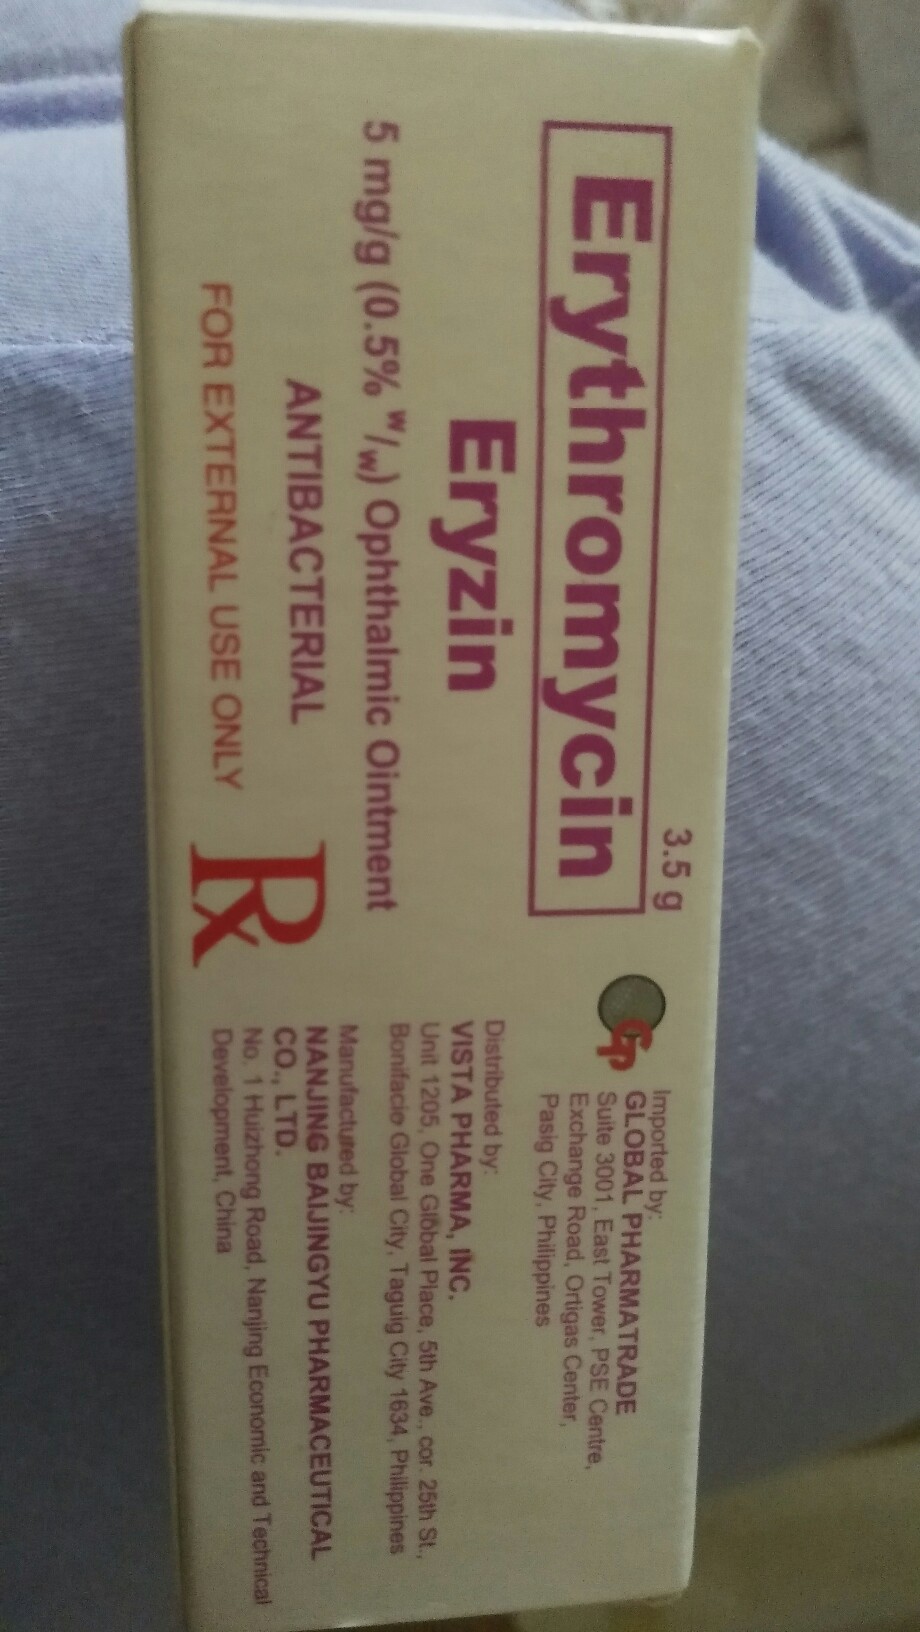 3.5 g
Erythromycin
Eryzin
5 mg/g (0.5% w/w) Ophthalmic Ointment
ANTIBACTERIAL
FOR EXTERNAL USE ONLY
Rx
GP
Imported by:
GLOBAL PHARMATRADE
Suite 3001, East Tower, PSE Centre,
Exchange Road, Ortigas Center,
Pasig City, Philippines
Distributed by:
VISTA PHARMA, INC.
Unit 1205, One Global Place, 5th Ave., cor. 25th St.,
Bonifacio Global City, Taguig City 1634, Philippines
Manufactured by:
NANJING BAIJINGYU PHARMACEUTICAL
CO., LTD.
No. 1 Huizhong Road, Nanjing Economic and Technical
Development, China